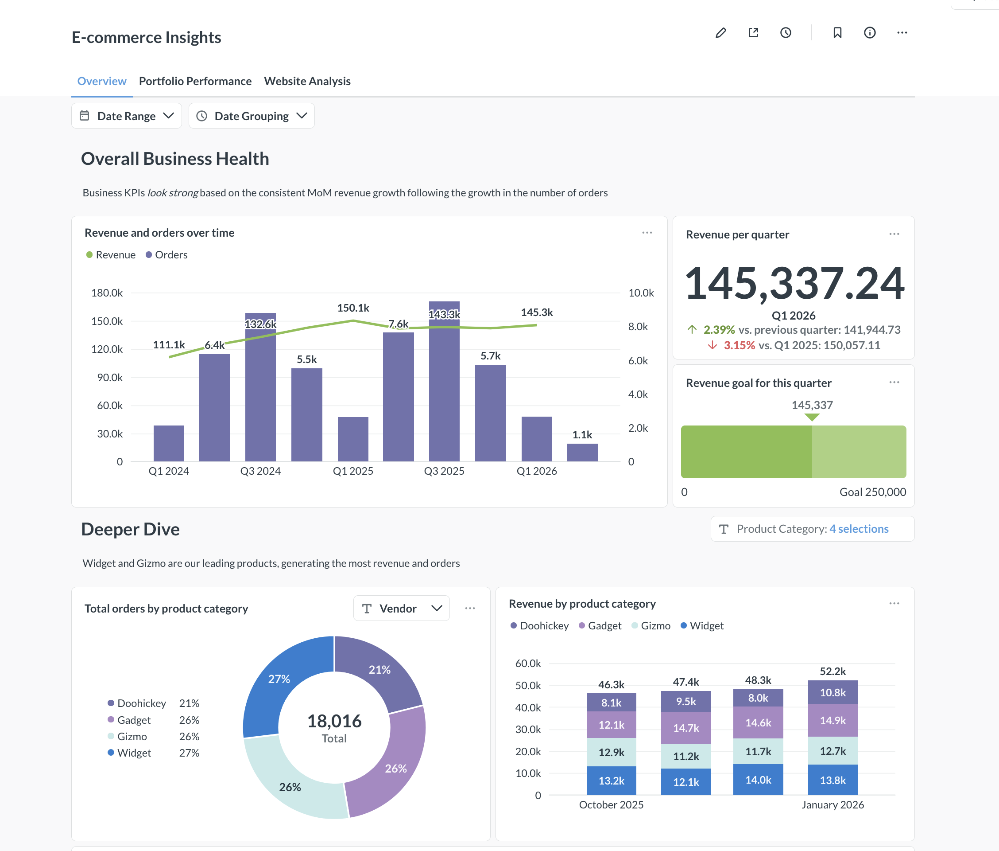 E-commerce Insights
Overview Portfolio Performance Website Analysis
Date Range Date Grouping
Overall Business Health
Business KPIs look strong based on the consistent MoM revenue growth following the growth in the number of orders
Revenue and orders over time
Revenue Orders
180.0k
150.0k
120.0k
90.0k
60.0k
30.0k
0
10.0k
8.0k
6.0k
4.0k
2.0k
0
111.1k
6.4k
132.6k
5.5k
150.1k
7.6k
143.3k
5.7k
145.3k
1.1k
Q1 2024 Q3 2024 Q1 2025 Q3 2025 Q1 2026
Revenue per quarter
145,337.24
Q1 2026
2.39% vs. previous quarter: 141,944.73
3.15% vs. Q1 2025: 150,057.11
Revenue goal for this quarter
145,337
0 Goal 250,000
Deeper Dive
Product Category: 4 selections
Widget and Gizmo are our leading products, generating the most revenue and orders
Total orders by product category
Vendor
Doohickey 21%
Gadget 26%
Gizmo 26%
Widget 27%
27%
21%
26%
26%
18,016
Total
Revenue by product category
Doohickey Gadget Gizmo Widget
60.0k
50.0k
40.0k
30.0k
20.0k
10.0k
0
46.3k
8.1k
12.1k
12.9k
13.2k
47.4k
9.5k
14.7k
11.2k
12.1k
48.3k
8.0k
14.6k
11.7k
14.0k
52.2k
10.8k
14.9k
12.7k
13.8k
October 2025 January 2026